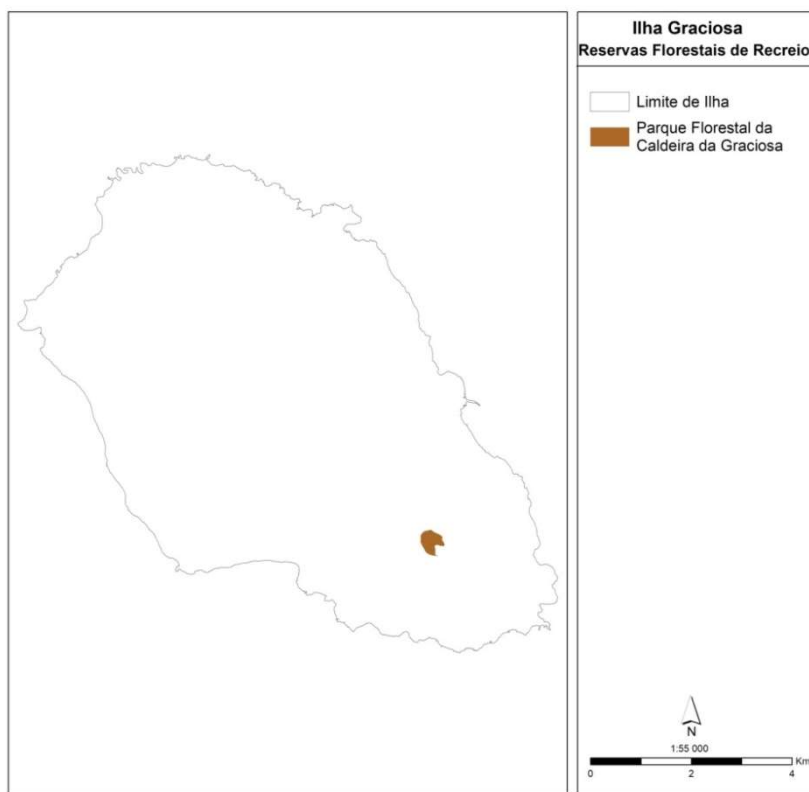 Ilha Graciosa
Reservas Florestais de Recreio
Limite de Ilha
Parque Florestal da
Caldeira da Graciosa
N
1:55 000
Km
0 2 4